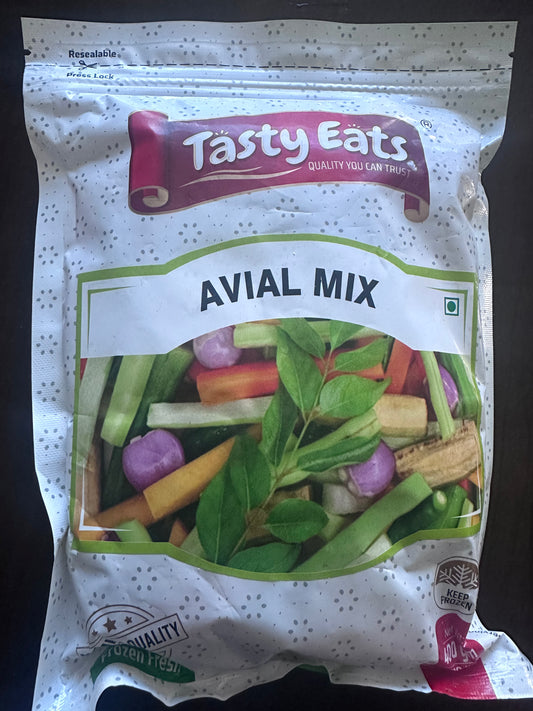 Resealable
Press Lock
Tasty Eats
®
QUALITY YOU CAN TRUST
AVIAL MIX
KEEP
FROZEN
QUALITY
Frozen Fresh